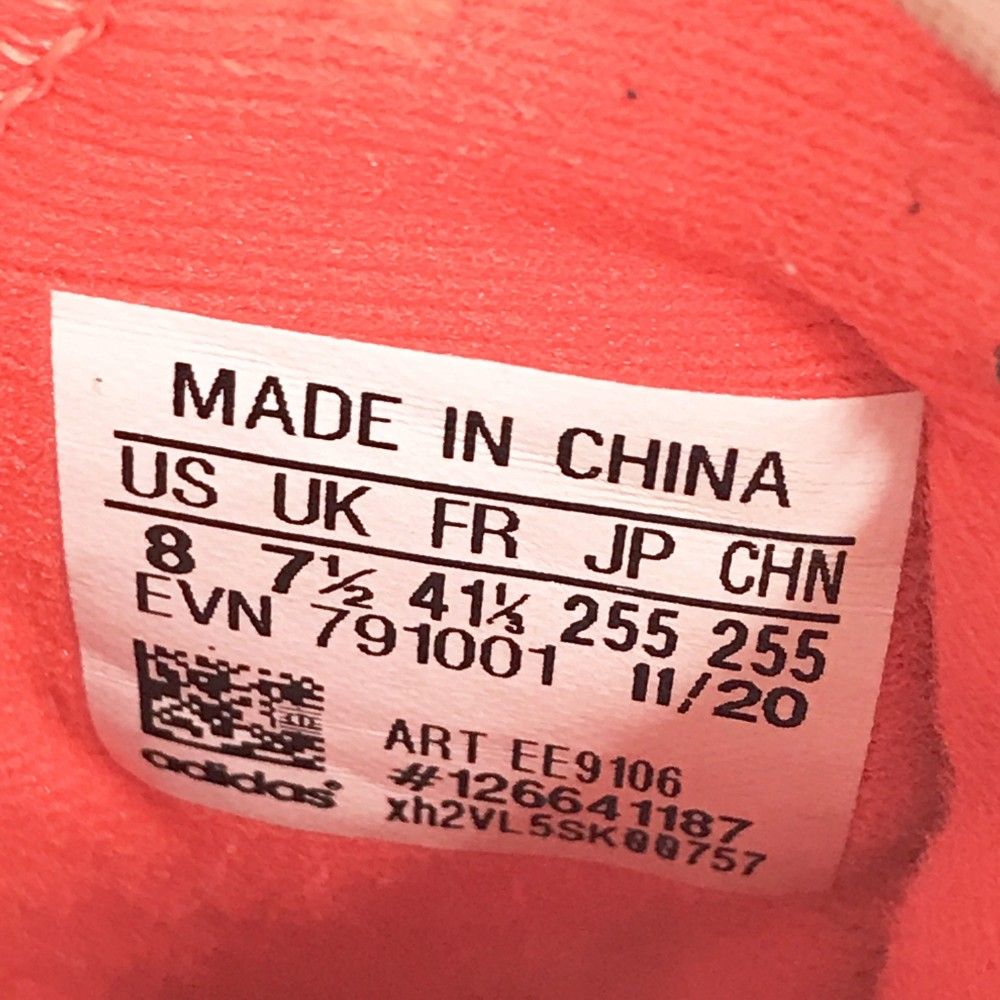 MADE IN CHINA
US UK FR JP CHN
8 7½ 41⅓ 255 255
EVN 791001 11/20
ART EE9106
#126641187
xh2VL5SK00757
adidas